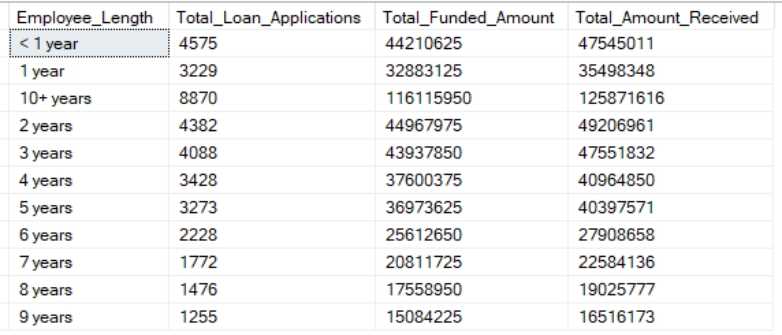 Employee_Length Total_Loan_Applications Total_Funded_Amount Total_Amount_Received
< 1 year 4575 44210625 47545011
1 year 3229 32883125 35498348
10+ years 8870 116115950 125871616
2 years 4382 44967975 49206961
3 years 4088 43937850 47551832
4 years 3428 37600375 40964850
5 years 3273 36973625 40397571
6 years 2228 25612650 27908658
7 years 1772 20811725 22584136
8 years 1476 17558950 19025777
9 years 1255 15084225 16516173